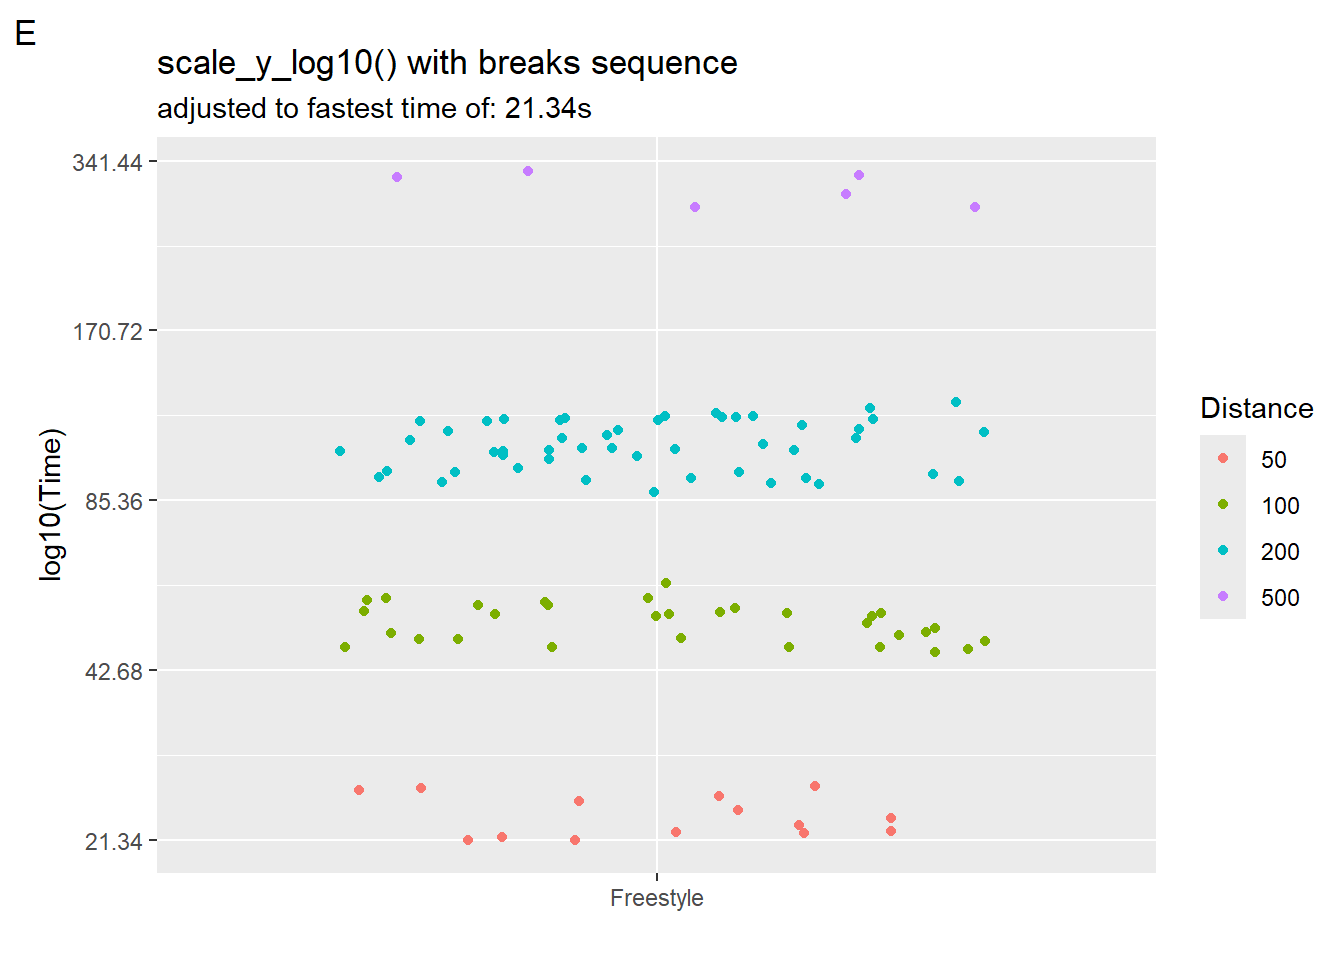 E
scale_y_log10() with breaks sequence
adjusted to fastest time of: 21.34s
341.44
170.72
85.36
42.68
21.34
log10(Time)
Freestyle
Distance
50
100
200
500